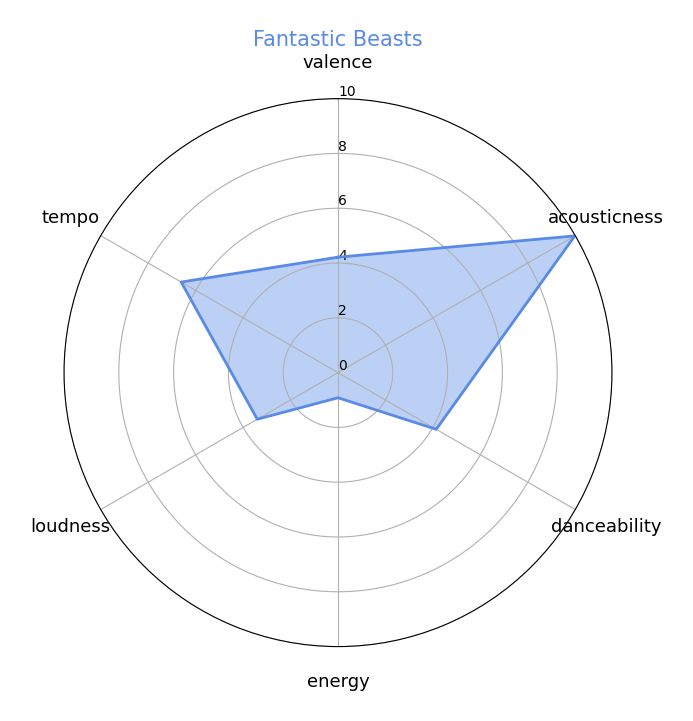 Fantastic Beasts
valence
10
8
tempo
6
acousticness
4
2
0
loudness
danceability
energy